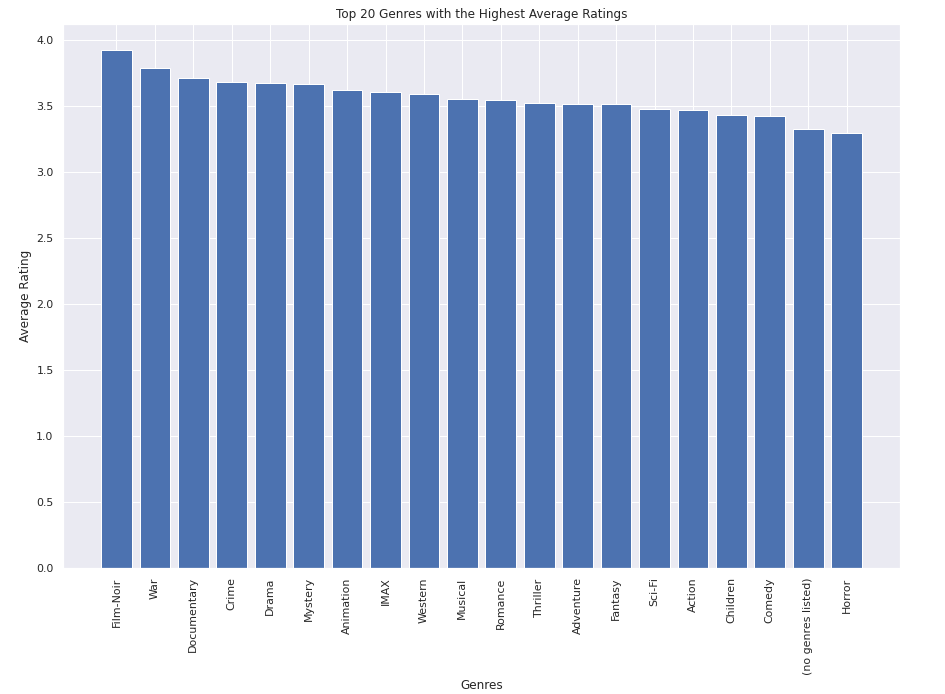 Top 20 Genres with the Highest Average Ratings
4.0
3.5
3.0
2.5
2.0
1.5
1.0
0.5
0.0
Average Rating
Film-Noir
War
Documentary
Crime
Drama
Mystery
Animation
IMAX
Western
Musical
Romance
Thriller
Adventure
Fantasy
Sci-Fi
Action
Children
Comedy
(no genres listed)
Horror
Genres